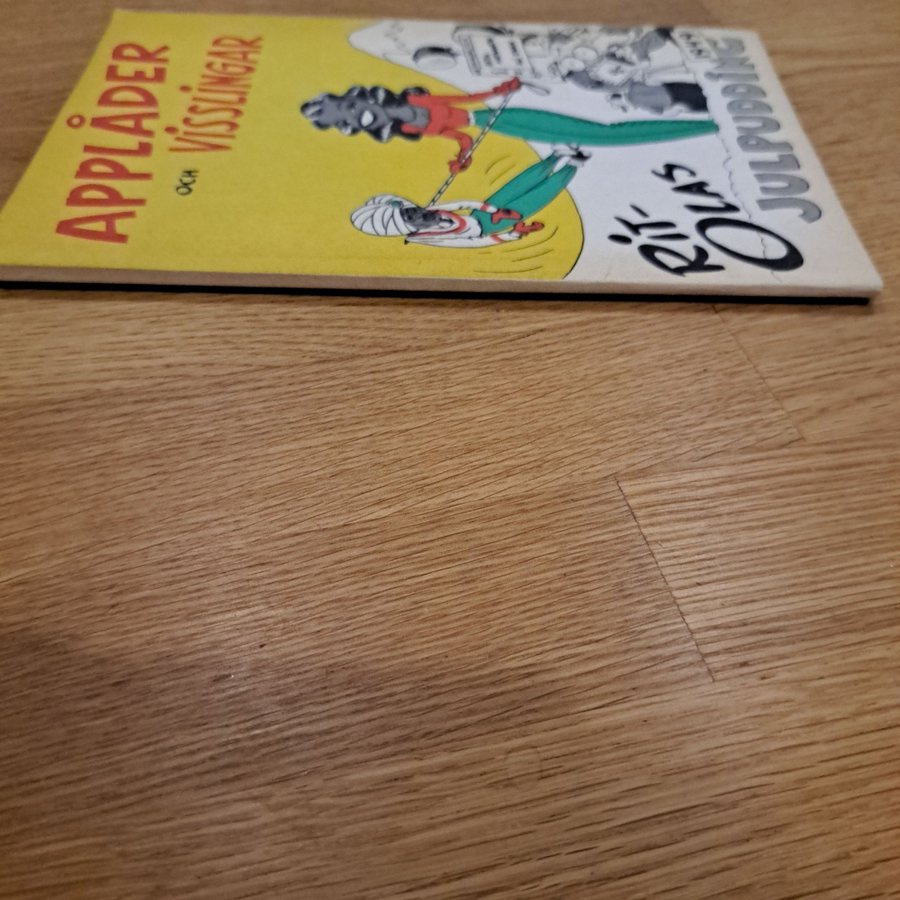 APPLÅDER
OCH
VISSLINGAR
RIT-
OLAS
JULPUDDING